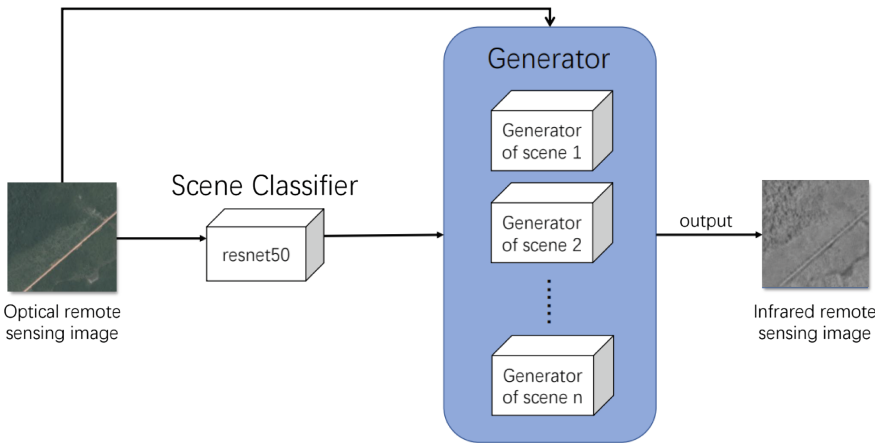 Generator
Generator
of scene 1
Scene Classifier
resnet50
Generator
of scene 2
output
Optical remote
sensing image
Infrared remote
sensing image
Generator
of scene n